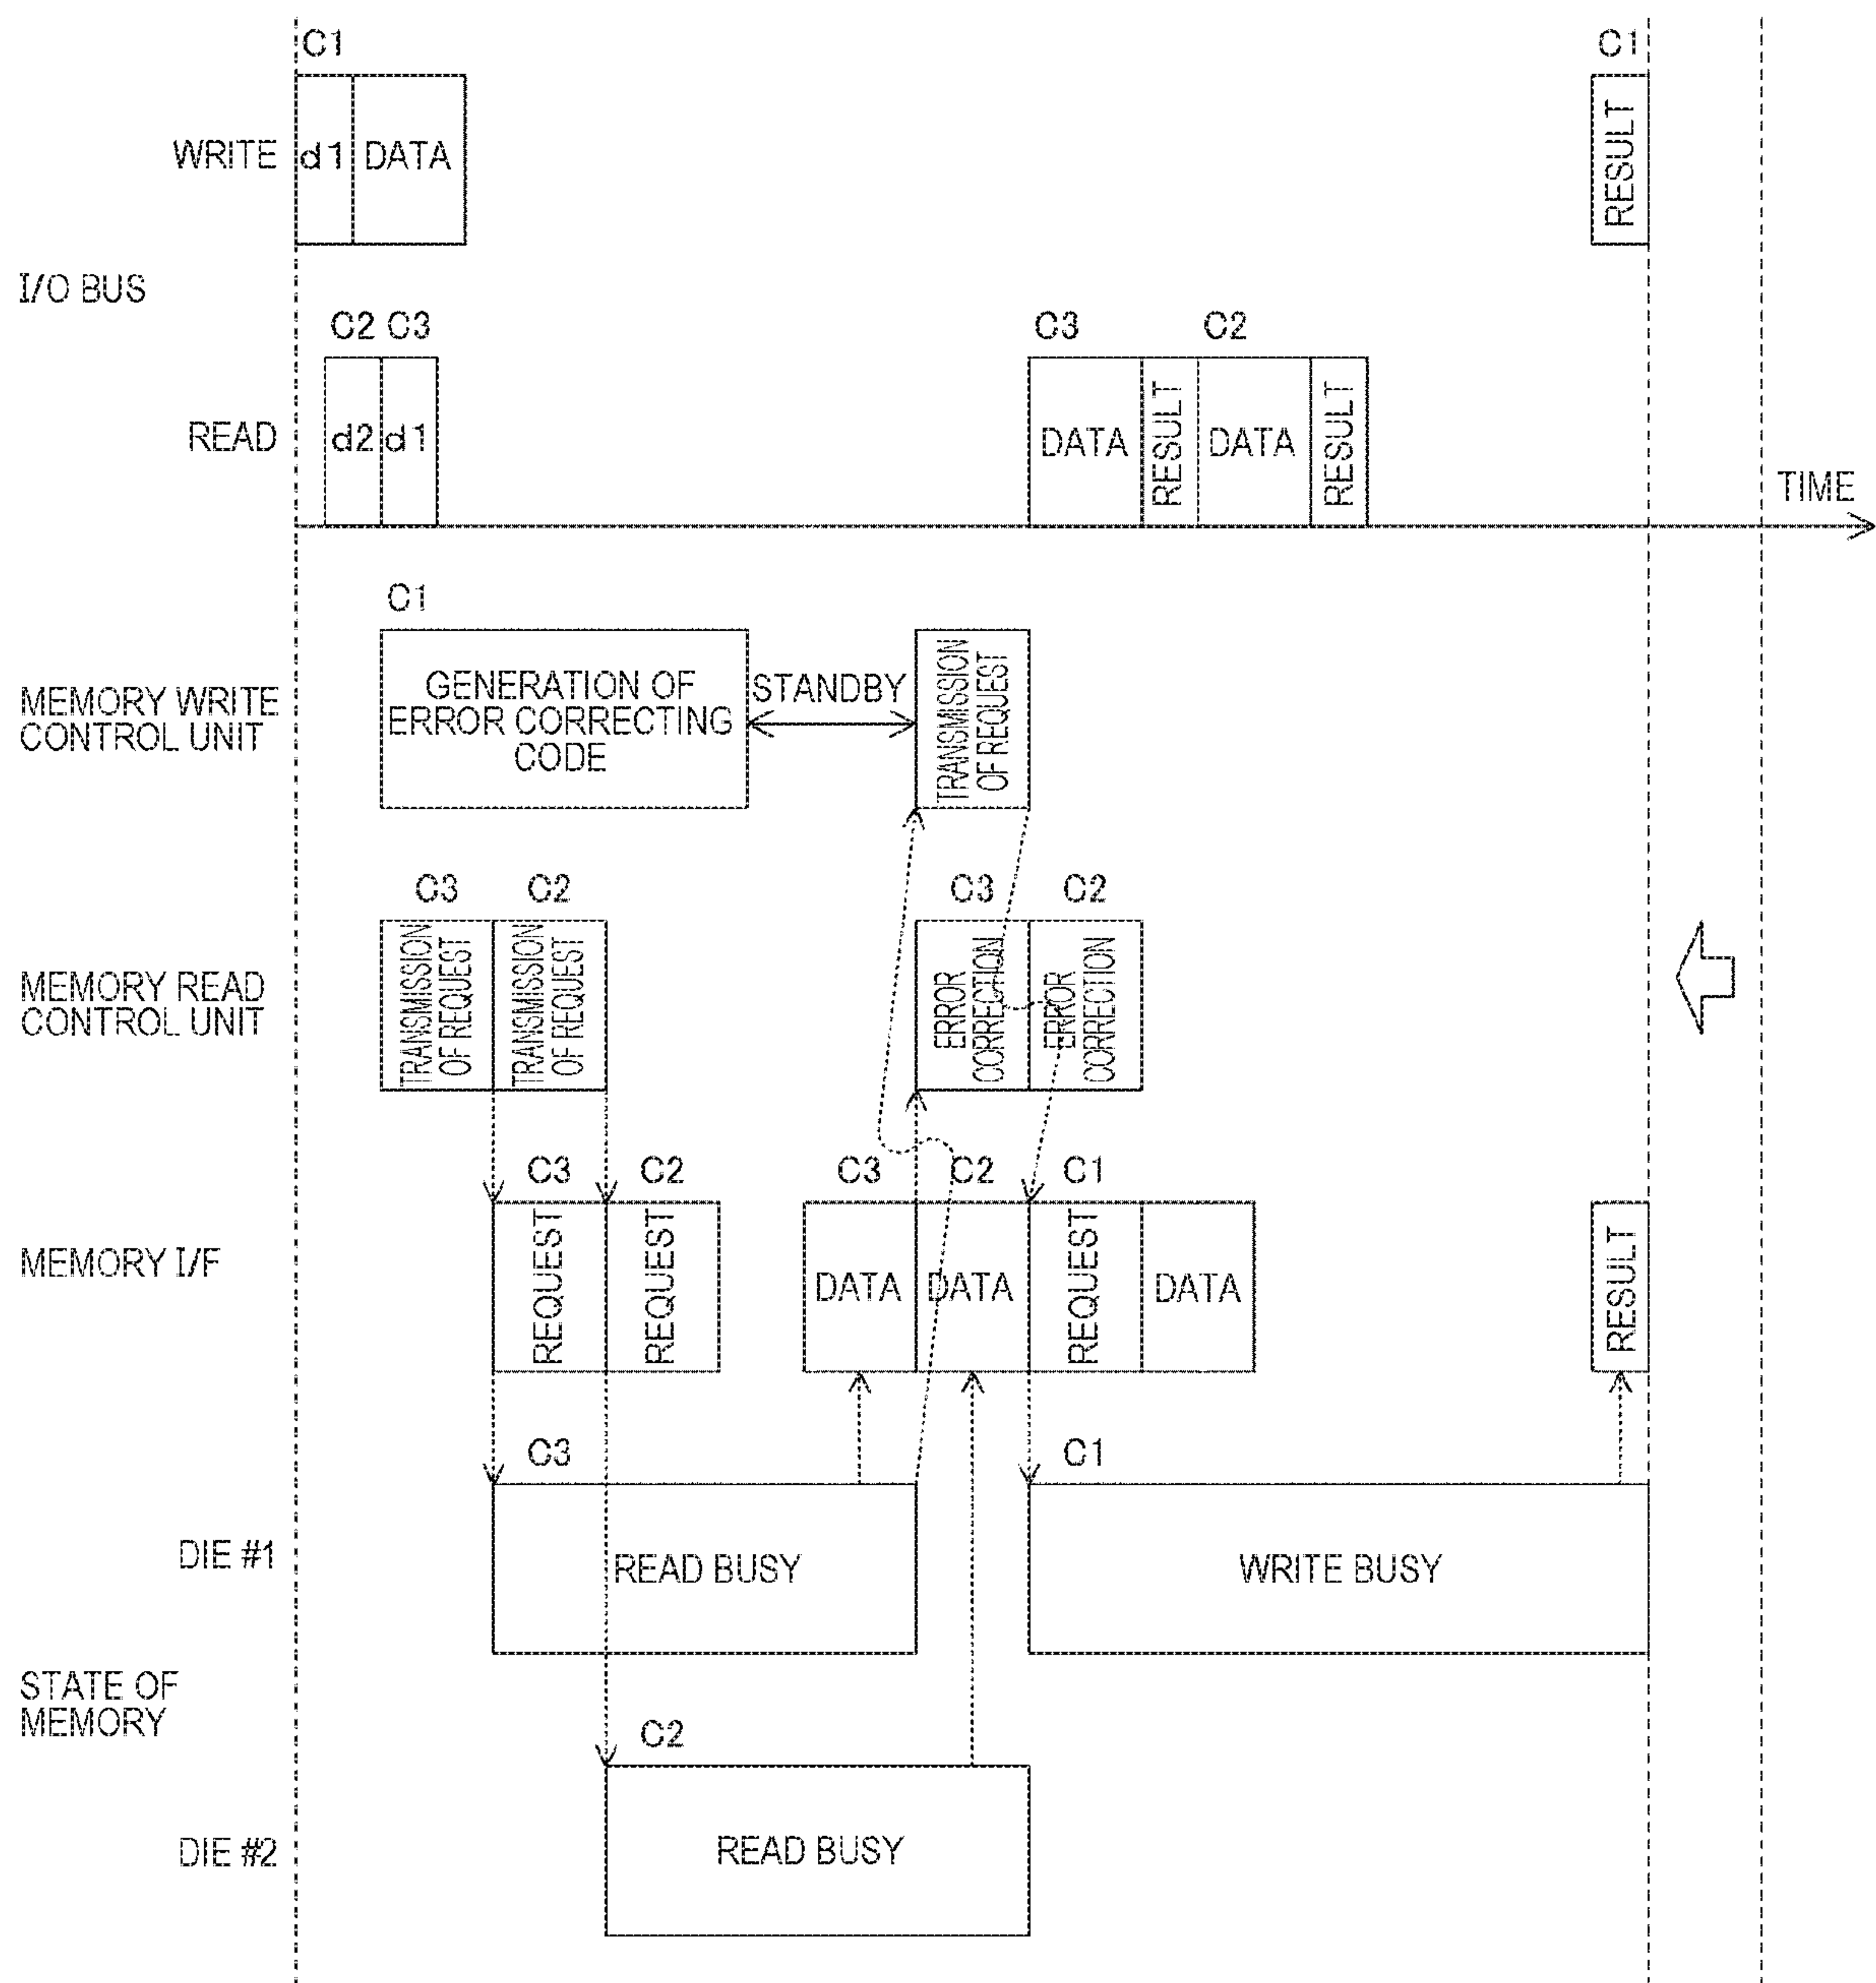 C1
C1
WRITE
d1
DATA
RESULT
I/O BUS
C2
C3
C3
C2
READ
d2
d1
DATA
RESULT
DATA
RESULT
TIME
C1
MEMORY WRITE
CONTROL UNIT
GENERATION OF
ERROR CORRECTING
CODE
STANDBY
TRANSMISSION
OF REQUEST
C3
C2
C3
C2
MEMORY READ
CONTROL UNIT
TRANSMISSION
OF REQUEST
TRANSMISSION
OF REQUEST
ERROR
CORRECTION
ERROR
CORRECTION
C3
C2
C3
C2
C1
MEMORY I/F
REQUEST
REQUEST
DATA
DATA
REQUEST
DATA
RESULT
C3
C1
DIE #1
READ BUSY
WRITE BUSY
STATE OF
MEMORY
C2
DIE #2
READ BUSY